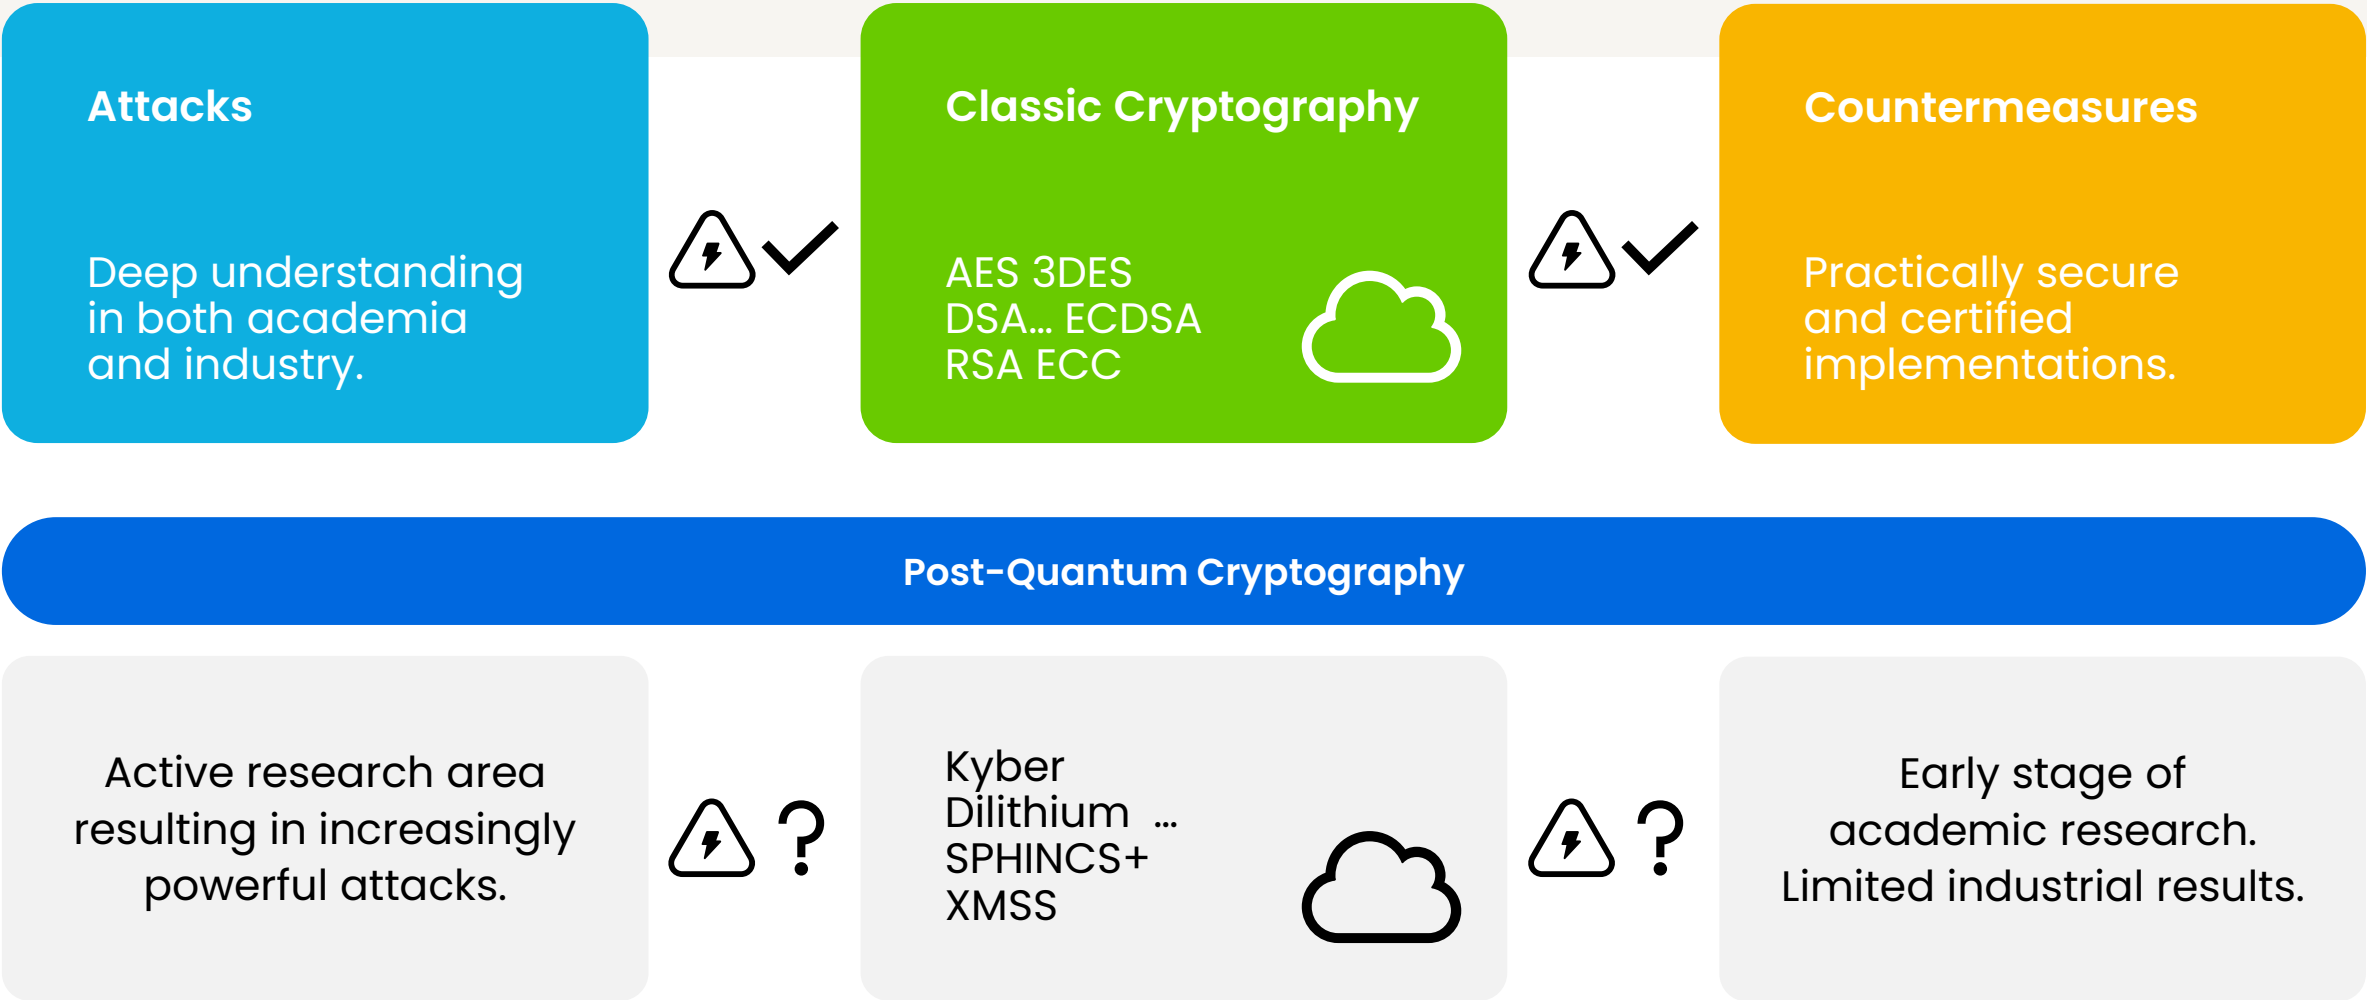 Attacks
Deep understanding
in both academia
and industry.
Classic Cryptography
AES 3DES
DSA... ECDSA
RSA ECC
Countermeasures
Practically secure
and certified
implementations.
Post-Quantum Cryptography
Active research area
resulting in increasingly
powerful attacks.
?
Kyber
Dilithium ...
SPHINCS+
XMSS
?
Early stage of
academic research.
Limited industrial results.